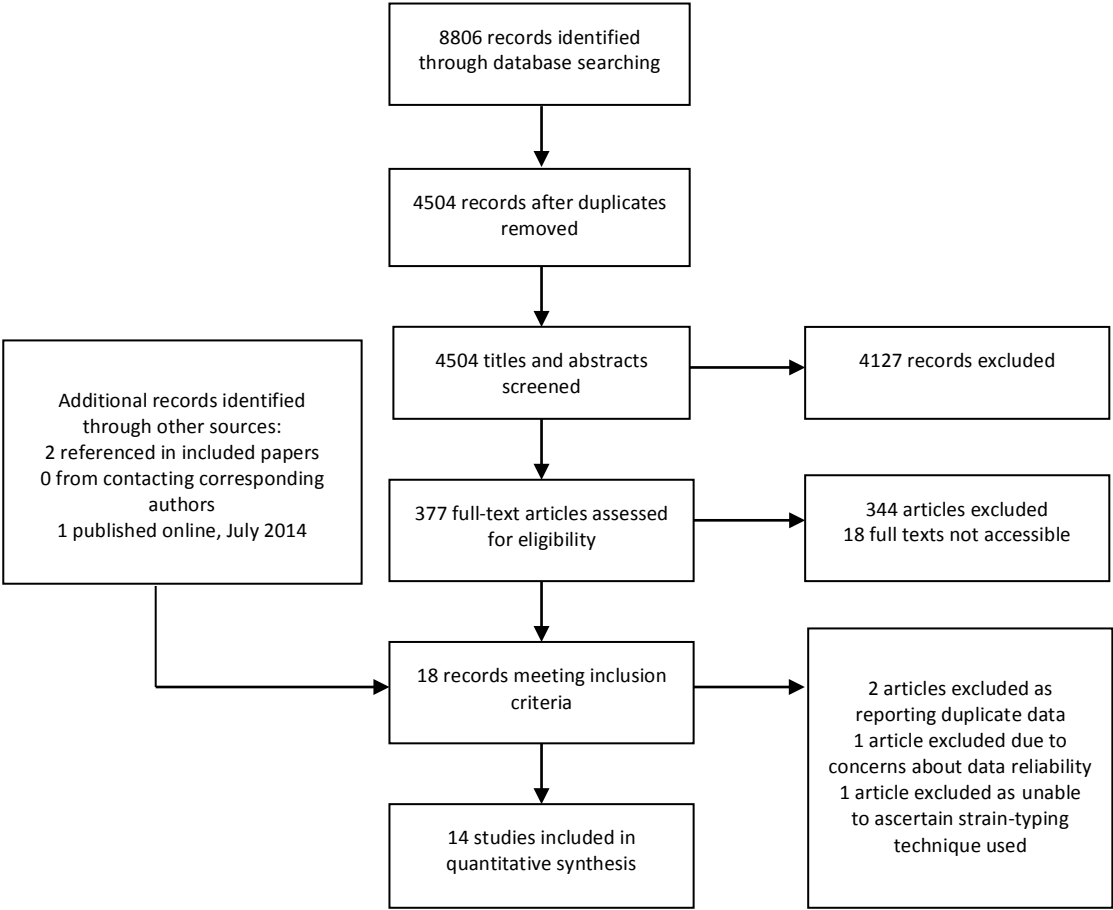 8806 records identified
through database searching
4504 records after duplicates
removed
4504 titles and abstracts
screened
4127 records excluded
Additional records identified
through other sources:
2 referenced in included papers
0 from contacting corresponding
authors
1 published online, July 2014
377 full-text articles assessed
for eligibility
344 articles excluded
18 full texts not accessible
18 records meeting inclusion
criteria
2 articles excluded as
reporting duplicate data
1 article excluded due to
concerns about data reliability
1 article excluded as unable
to ascertain strain-typing
technique used
14 studies included in
quantitative synthesis